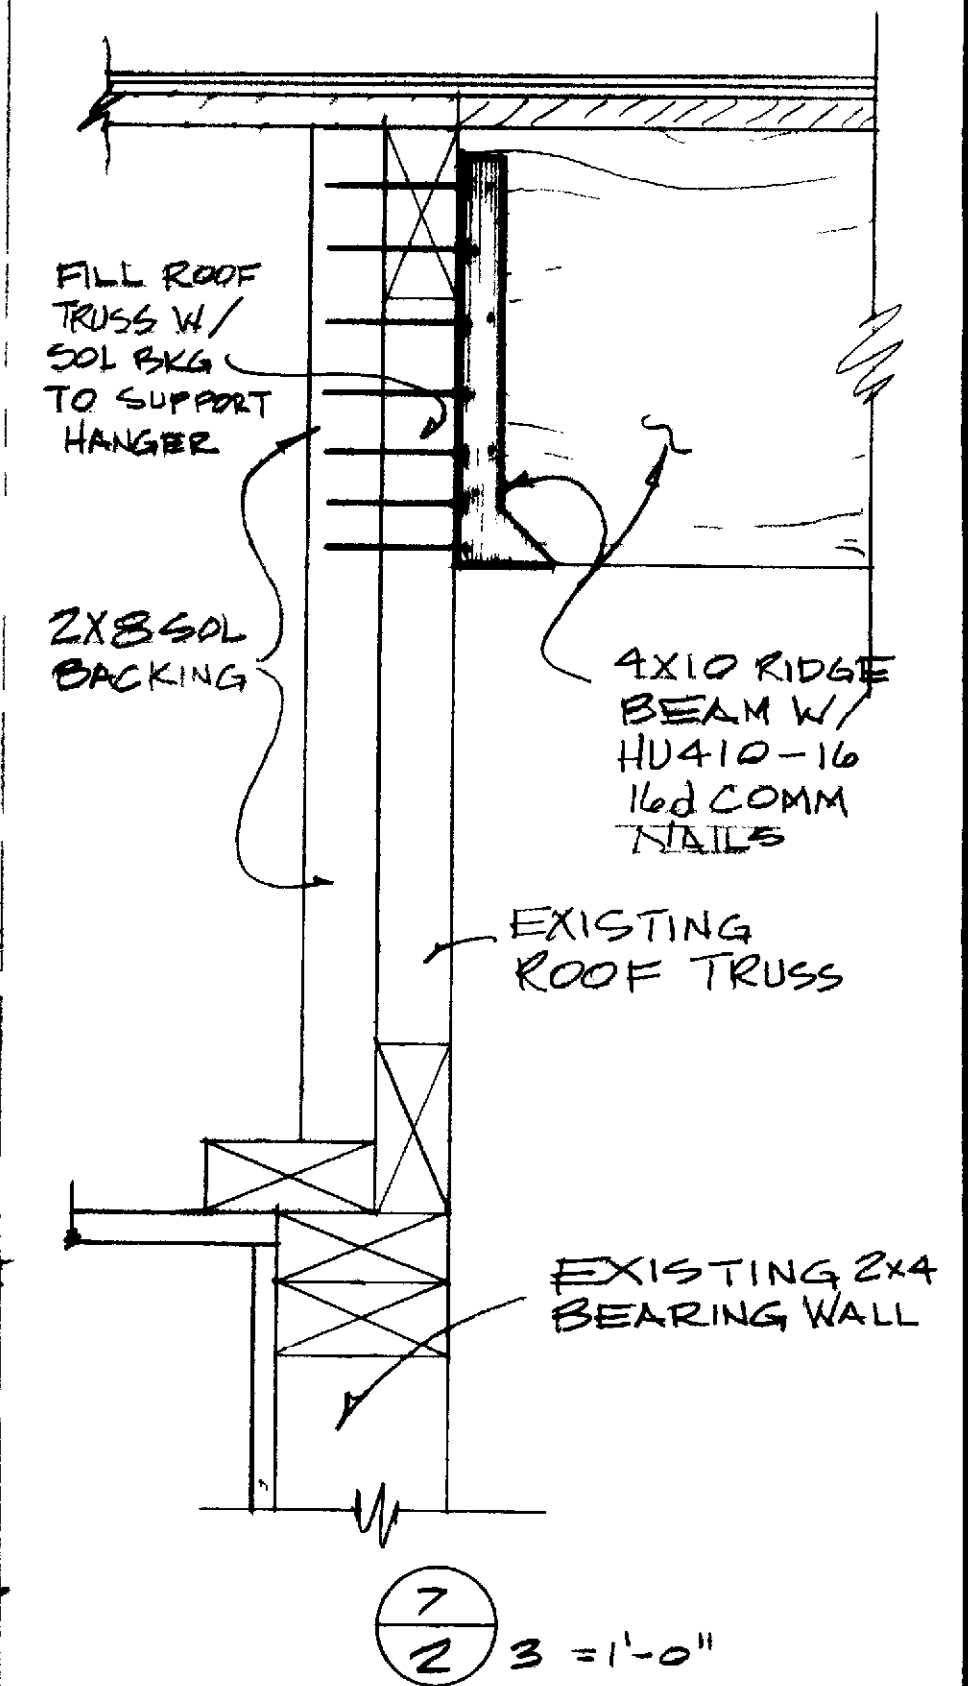 FILL ROOF
TRUSS W/
SOL BKG
TO SUPPORT
HANGER
2X8 SOL
BACKING
4X10 RIDGE
BEAM W/
HU410-16
16d COMM
NAILS
EXISTING
ROOF TRUSS
EXISTING 2x4
BEARING WALL
7
2
3 =1'-0"